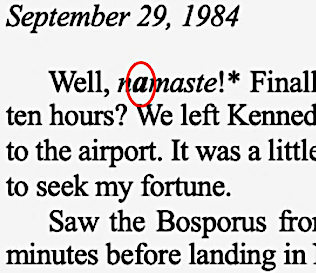 September 29, 1984
Well, namaste!* Finall
ten hours? We left Kenned
to the airport. It was a little
to seek my fortune.
Saw the Bosporus fro
minutes before landing in